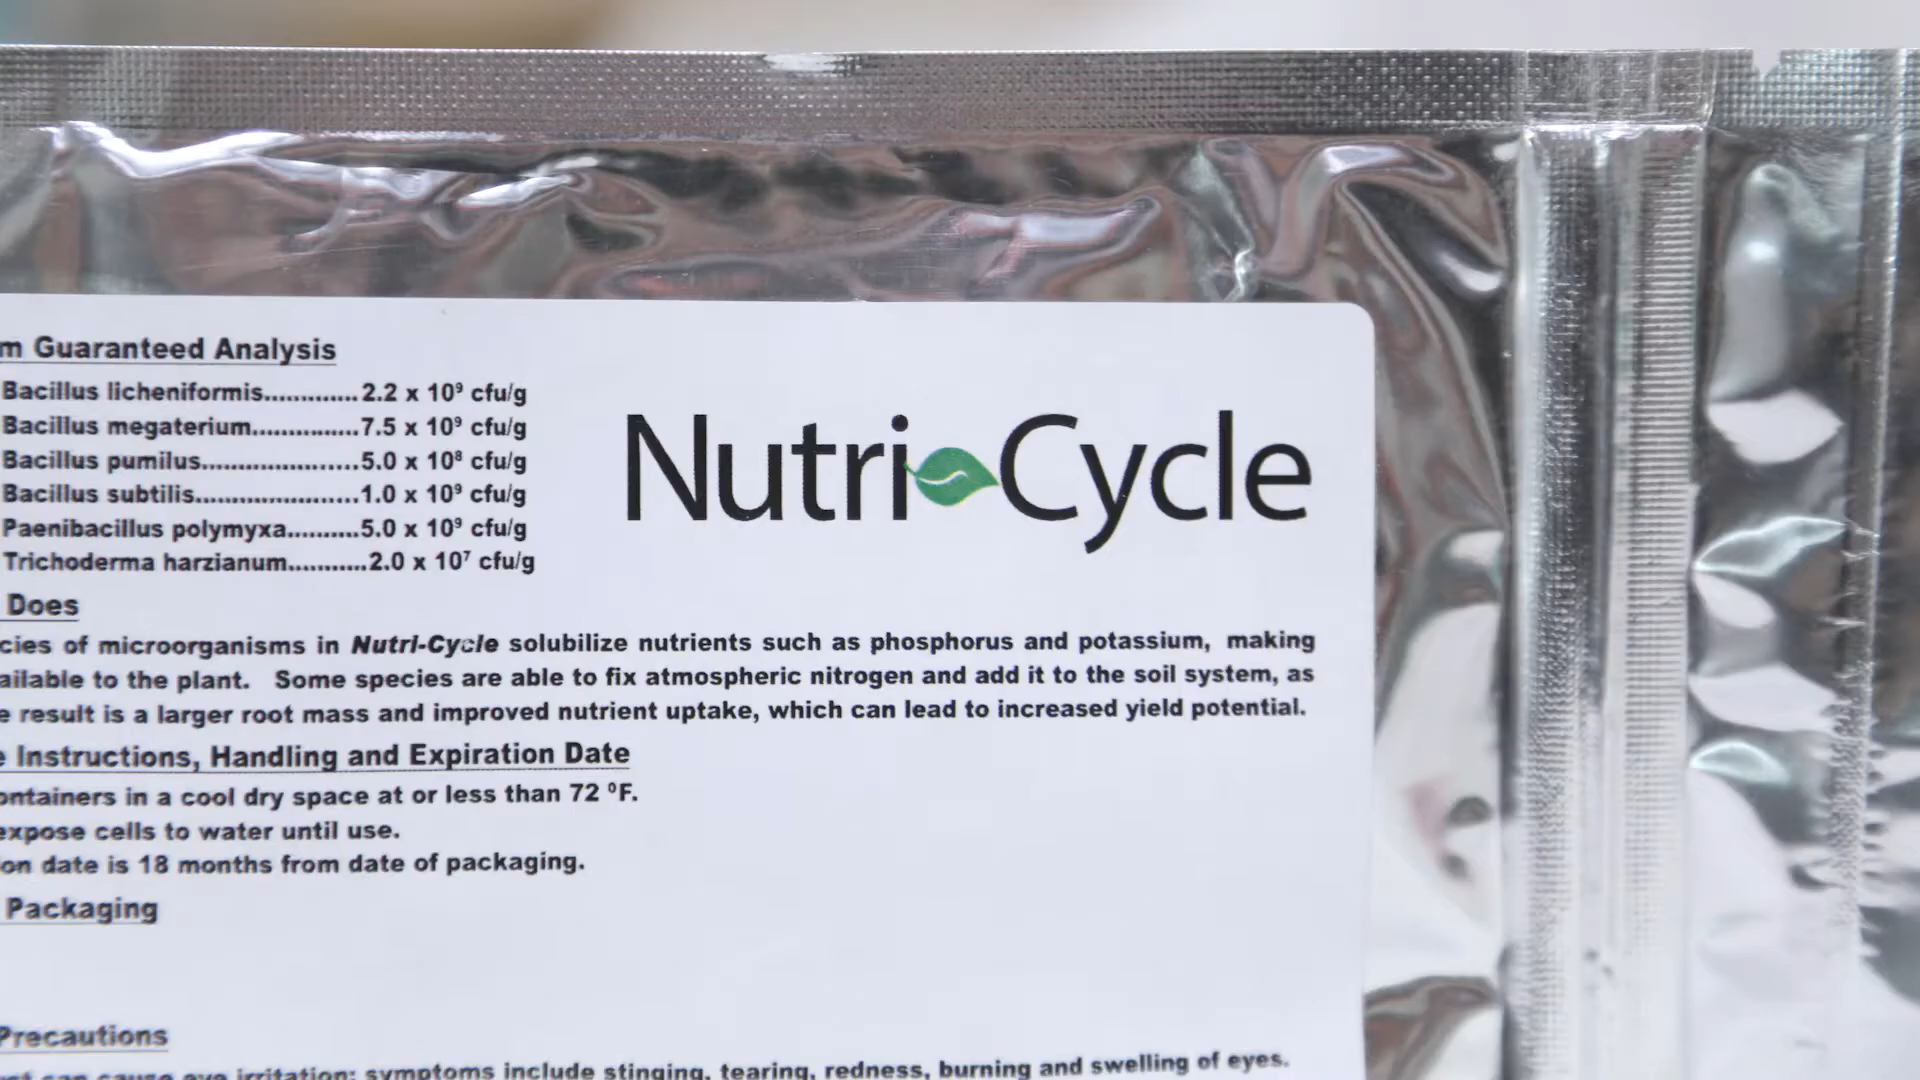 m Guaranteed Analysis
Bacillus licheniformis.............2.2 x 10⁹ cfu/g
Bacillus megaterium...............7.5 x 10⁹ cfu/g
Bacillus pumilus......................5.0 x 10⁸ cfu/g
Bacillus subtilis.......................1.0 x 10⁹ cfu/g
Paenibacillus polymyxa..........5.0 x 10⁹ cfu/g
Trichoderma harzianum...........2.0 x 10⁷ cfu/g
Nutri Cycle
Does
cies of microorganisms in Nutri-Cycle solubilize nutrients such as phosphorus and potassium, making
ailable to the plant. Some species are able to fix atmospheric nitrogen and add it to the soil system, as
e result is a larger root mass and improved nutrient uptake, which can lead to increased yield potential.
e Instructions, Handling and Expiration Date
ontainers in a cool dry space at or less than 72 ⁰F.
expose cells to water until use.
on date is 18 months from date of packaging.
Packaging
Precautions
can cause eye irritation: symptoms include stinging, tearing, redness, burning and swelling of eyes.